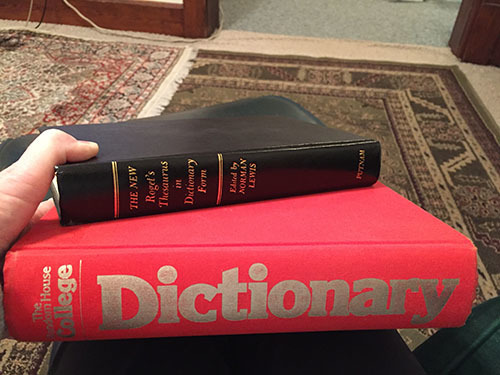 THE NEW
Roget's
Thesaurus
in
Dictionary
Form
Edited by
NORMAN
LEWIS
PUTNAM
The
House
College
Dictionary